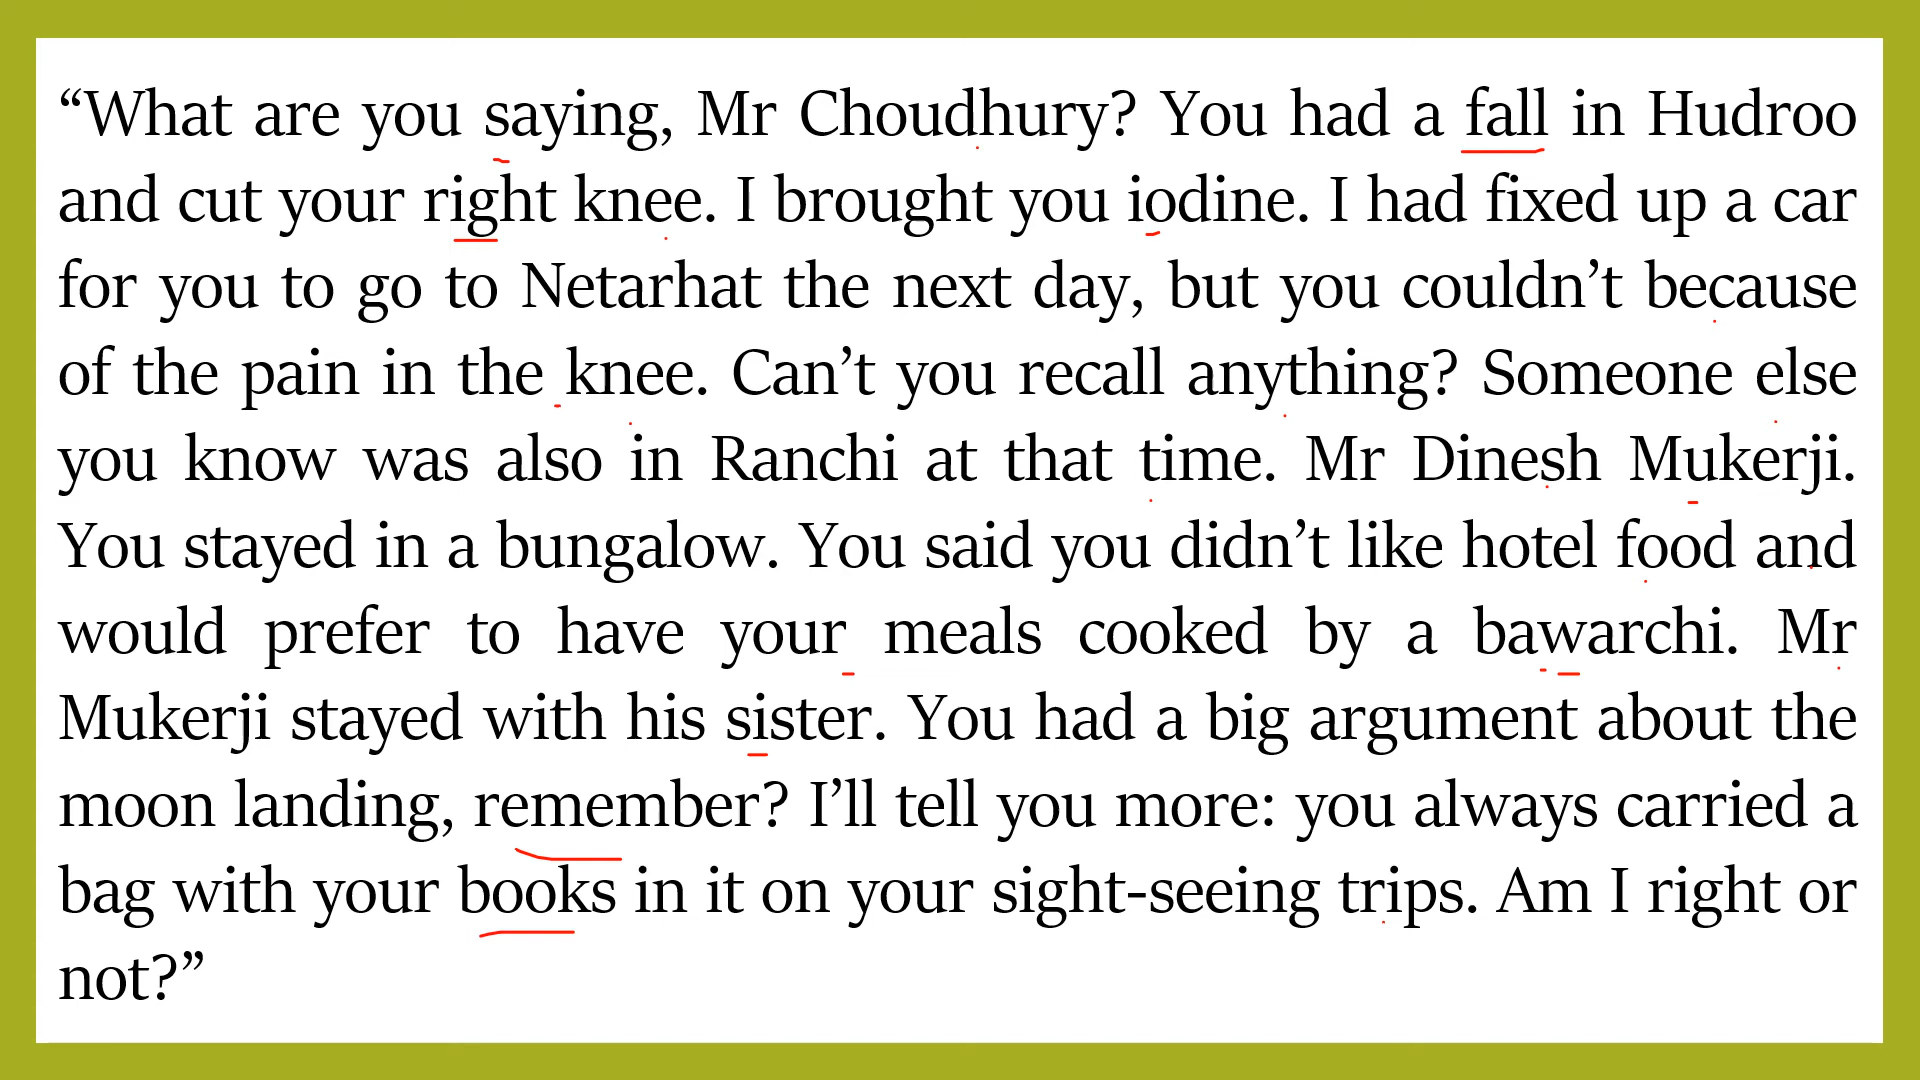 “What are you saying, Mr Choudhury? You had a fall in Hudroo
and cut your right knee. I brought you iodine. I had fixed up a car
for you to go to Netarhat the next day, but you couldn’t because
of the pain in the knee. Can’t you recall anything? Someone else
you know was also in Ranchi at that time. Mr Dinesh Mukerji.
You stayed in a bungalow. You said you didn’t like hotel food and
would prefer to have your meals cooked by a bawarchi. Mr
Mukerji stayed with his sister. You had a big argument about the
moon landing, remember? I’ll tell you more: you always carried a
bag with your books in it on your sight-seeing trips. Am I right or
not?”